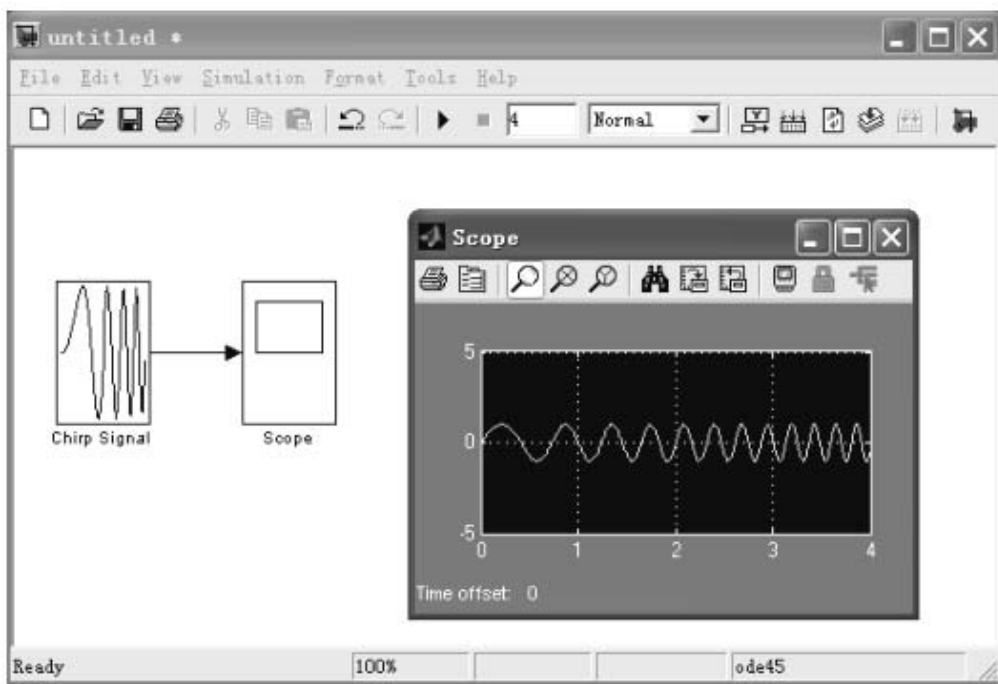 untitled *
File Edit View Simulation Format Tools Help
4 Normal
Scope
Chirp Signal
Scope
5
0
-5
0 1 2 3 4
Time offset: 0
Ready 100% ode45